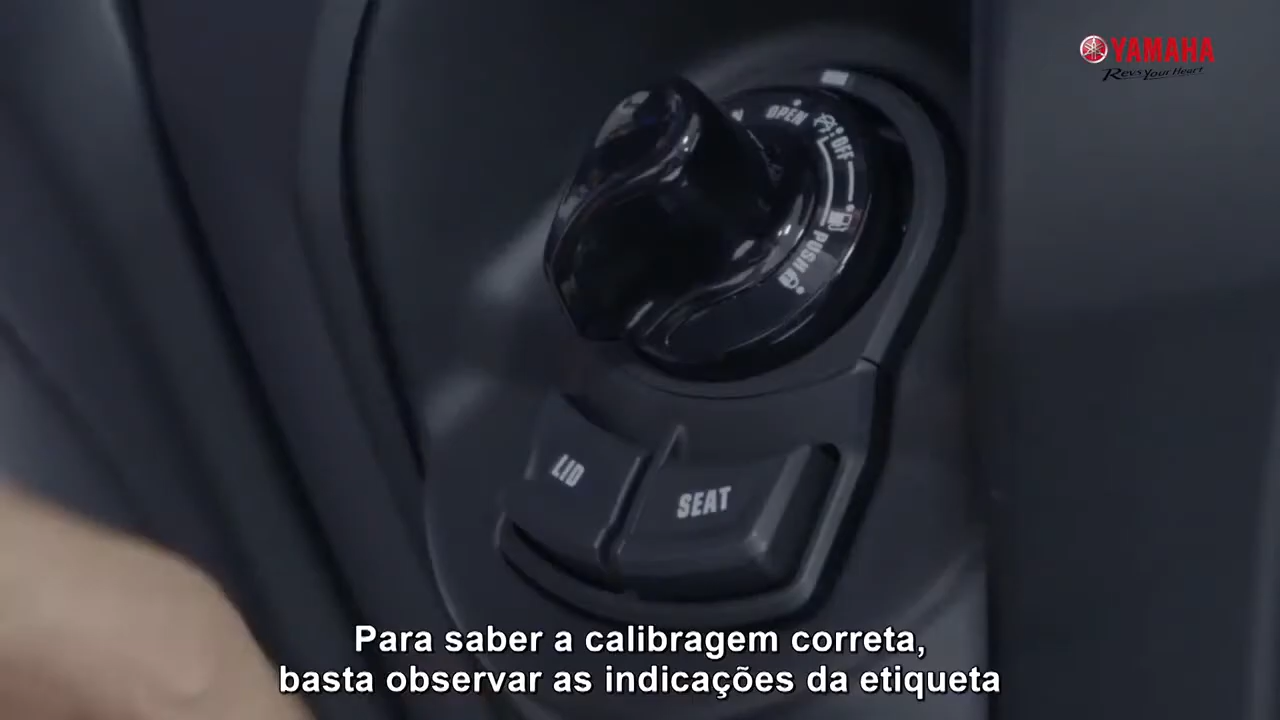 YAMAHA
Revs Your Heart
OPEN
OFF
PUSH
LID
SEAT
Para saber a calibragem correta,
basta observar as indicações da etiqueta